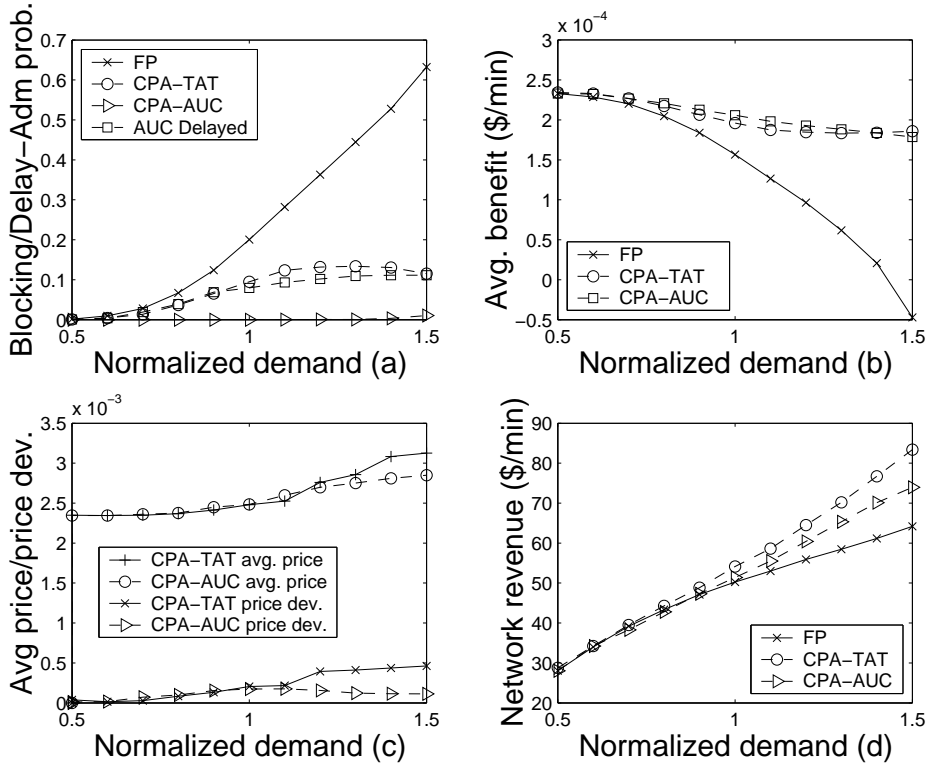 0.7
0.6
0.5
0.4
0.3
0.2
0.1
0
0.5
1
1.5
Blocking/Delay−Adm prob.
Normalized demand (a)
FP
CPA−TAT
CPA−AUC
AUC Delayed
x 10−4
3
2.5
2
1.5
1
0.5
0
−0.5
0.5
1
1.5
Avg. benefit ($/min)
Normalized demand (b)
FP
CPA−TAT
CPA−AUC
x 10−3
3.5
3
2.5
2
1.5
1
0.5
0
0.5
1
1.5
Avg price/price dev.
Normalized demand (c)
CPA−TAT avg. price
CPA−AUC avg. price
CPA−TAT price dev.
CPA−AUC price dev.
90
80
70
60
50
40
30
20
0.5
1
1.5
Network revenue ($/min)
Normalized demand (d)
FP
CPA−TAT
CPA−AUC